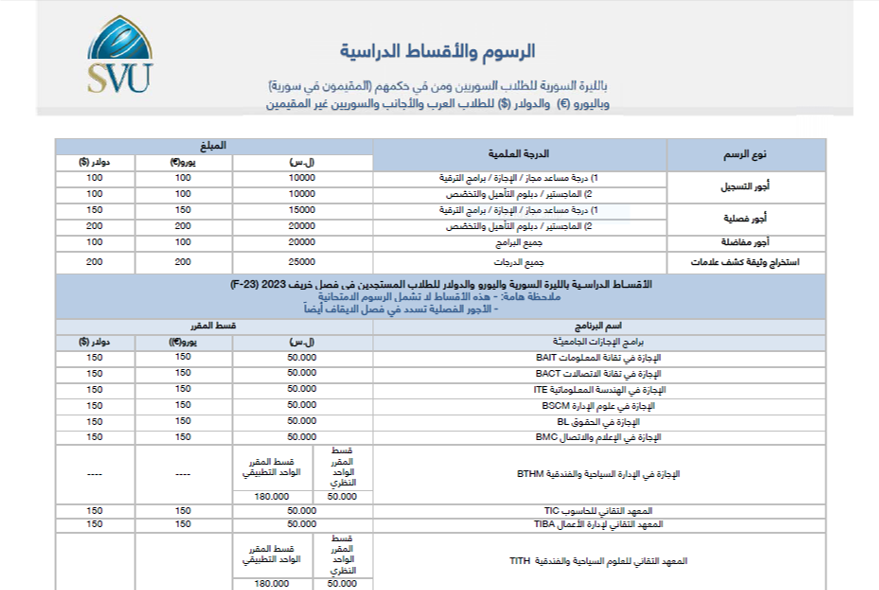 SVU
الرسوم والأقساط الدراسية
بالليرة السورية للطلاب السوريين ومن في حكمهم (المقيمون في سورية)
وباليورو (€) والدولار ($) للطلاب العرب والأجانب والسوريين غير المقيمين
نوع الرسم الدرجة العلمية المبلغ
(ل.س) يورو(€) دولار ($)
أجور التسجيل 1) درجة مساعد مجاز / الإجازة / برامج الترقية 10000 100 100
2) الماجستير / دبلوم التأهيل والتخصّص 10000 100 100
أجور فصلية 1) درجة مساعد مجاز / الإجازة / برامج الترقية 15000 150 150
2) الماجستير / دبلوم التأهيل والتخصّص 20000 200 200
أجور مفاضلة جميع البرامج 20000 100 100
استخراج وثيقة كشف علامات جميع الدرجات 25000 200 200
الأقساط الدراسية بالليرة السورية واليورو والدولار للطلاب المستجدين في فصل خريف 2023 (F-23)
ملاحظة هامة: - هذه الأقساط لا تشمل الرسوم الامتحانية
- الأجور الفصلية تسدد في فصل الايقاف أيضاً
اسم البرنامج قسط المقرر
برامج الإجازات الجامعيّة (ل.س) يورو(€) دولار ($)
الإجازة في تقانة المعلومات BAIT 50.000 150 150
الإجازة في تقانة الاتصالات BACT 50.000 150 150
الإجازة في الهندسة المعلوماتية ITE 50.000 150 150
الإجازة في علوم الإدارة BSCM 50.000 150 150
الإجازة في الحقوق BL 50.000 150 150
الإجازة في الإعلام والاتصال BMC 50.000 150 150
الإجازة في الإدارة السياحية والفندقية BTHM قسط المقرر الواحد النظري قسط المقرر الواحد التطبيقي ---- ----
50.000 180.000
المعهد التقاني للحاسوب TIC 50.000 150 150
المعهد التقاني لإدارة الأعمال TIBA 50.000 150 150
المعهد التقاني للعلوم السياحية والفندقية TITH قسط المقرر الواحد النظري قسط المقرر الواحد التطبيقي
50.000 180.000